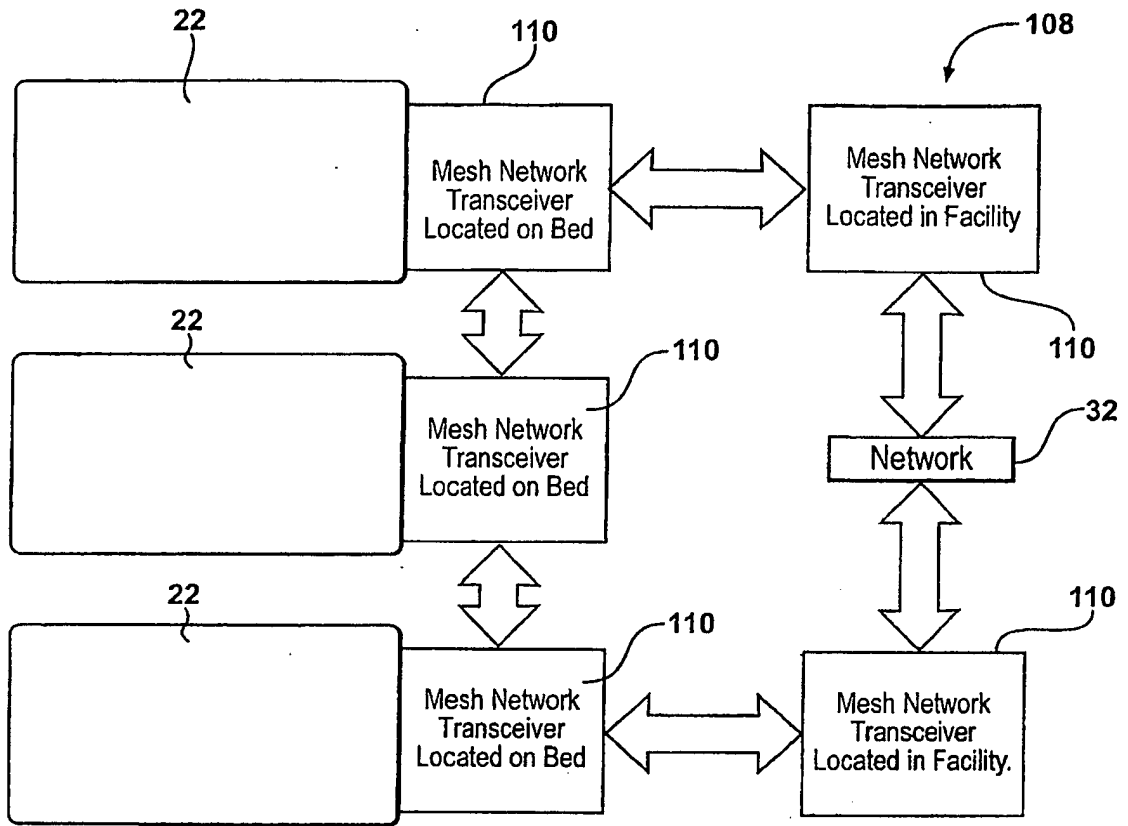 22
110
108
Mesh Network
Transceiver
Located on Bed
Mesh Network
Transceiver
Located in Facility
110
22
110
Mesh Network
Transceiver
Located on Bed
32
Network
22
110
110
Mesh Network
Transceiver
Located on Bed
Mesh Network
Transceiver
Located in Facility.